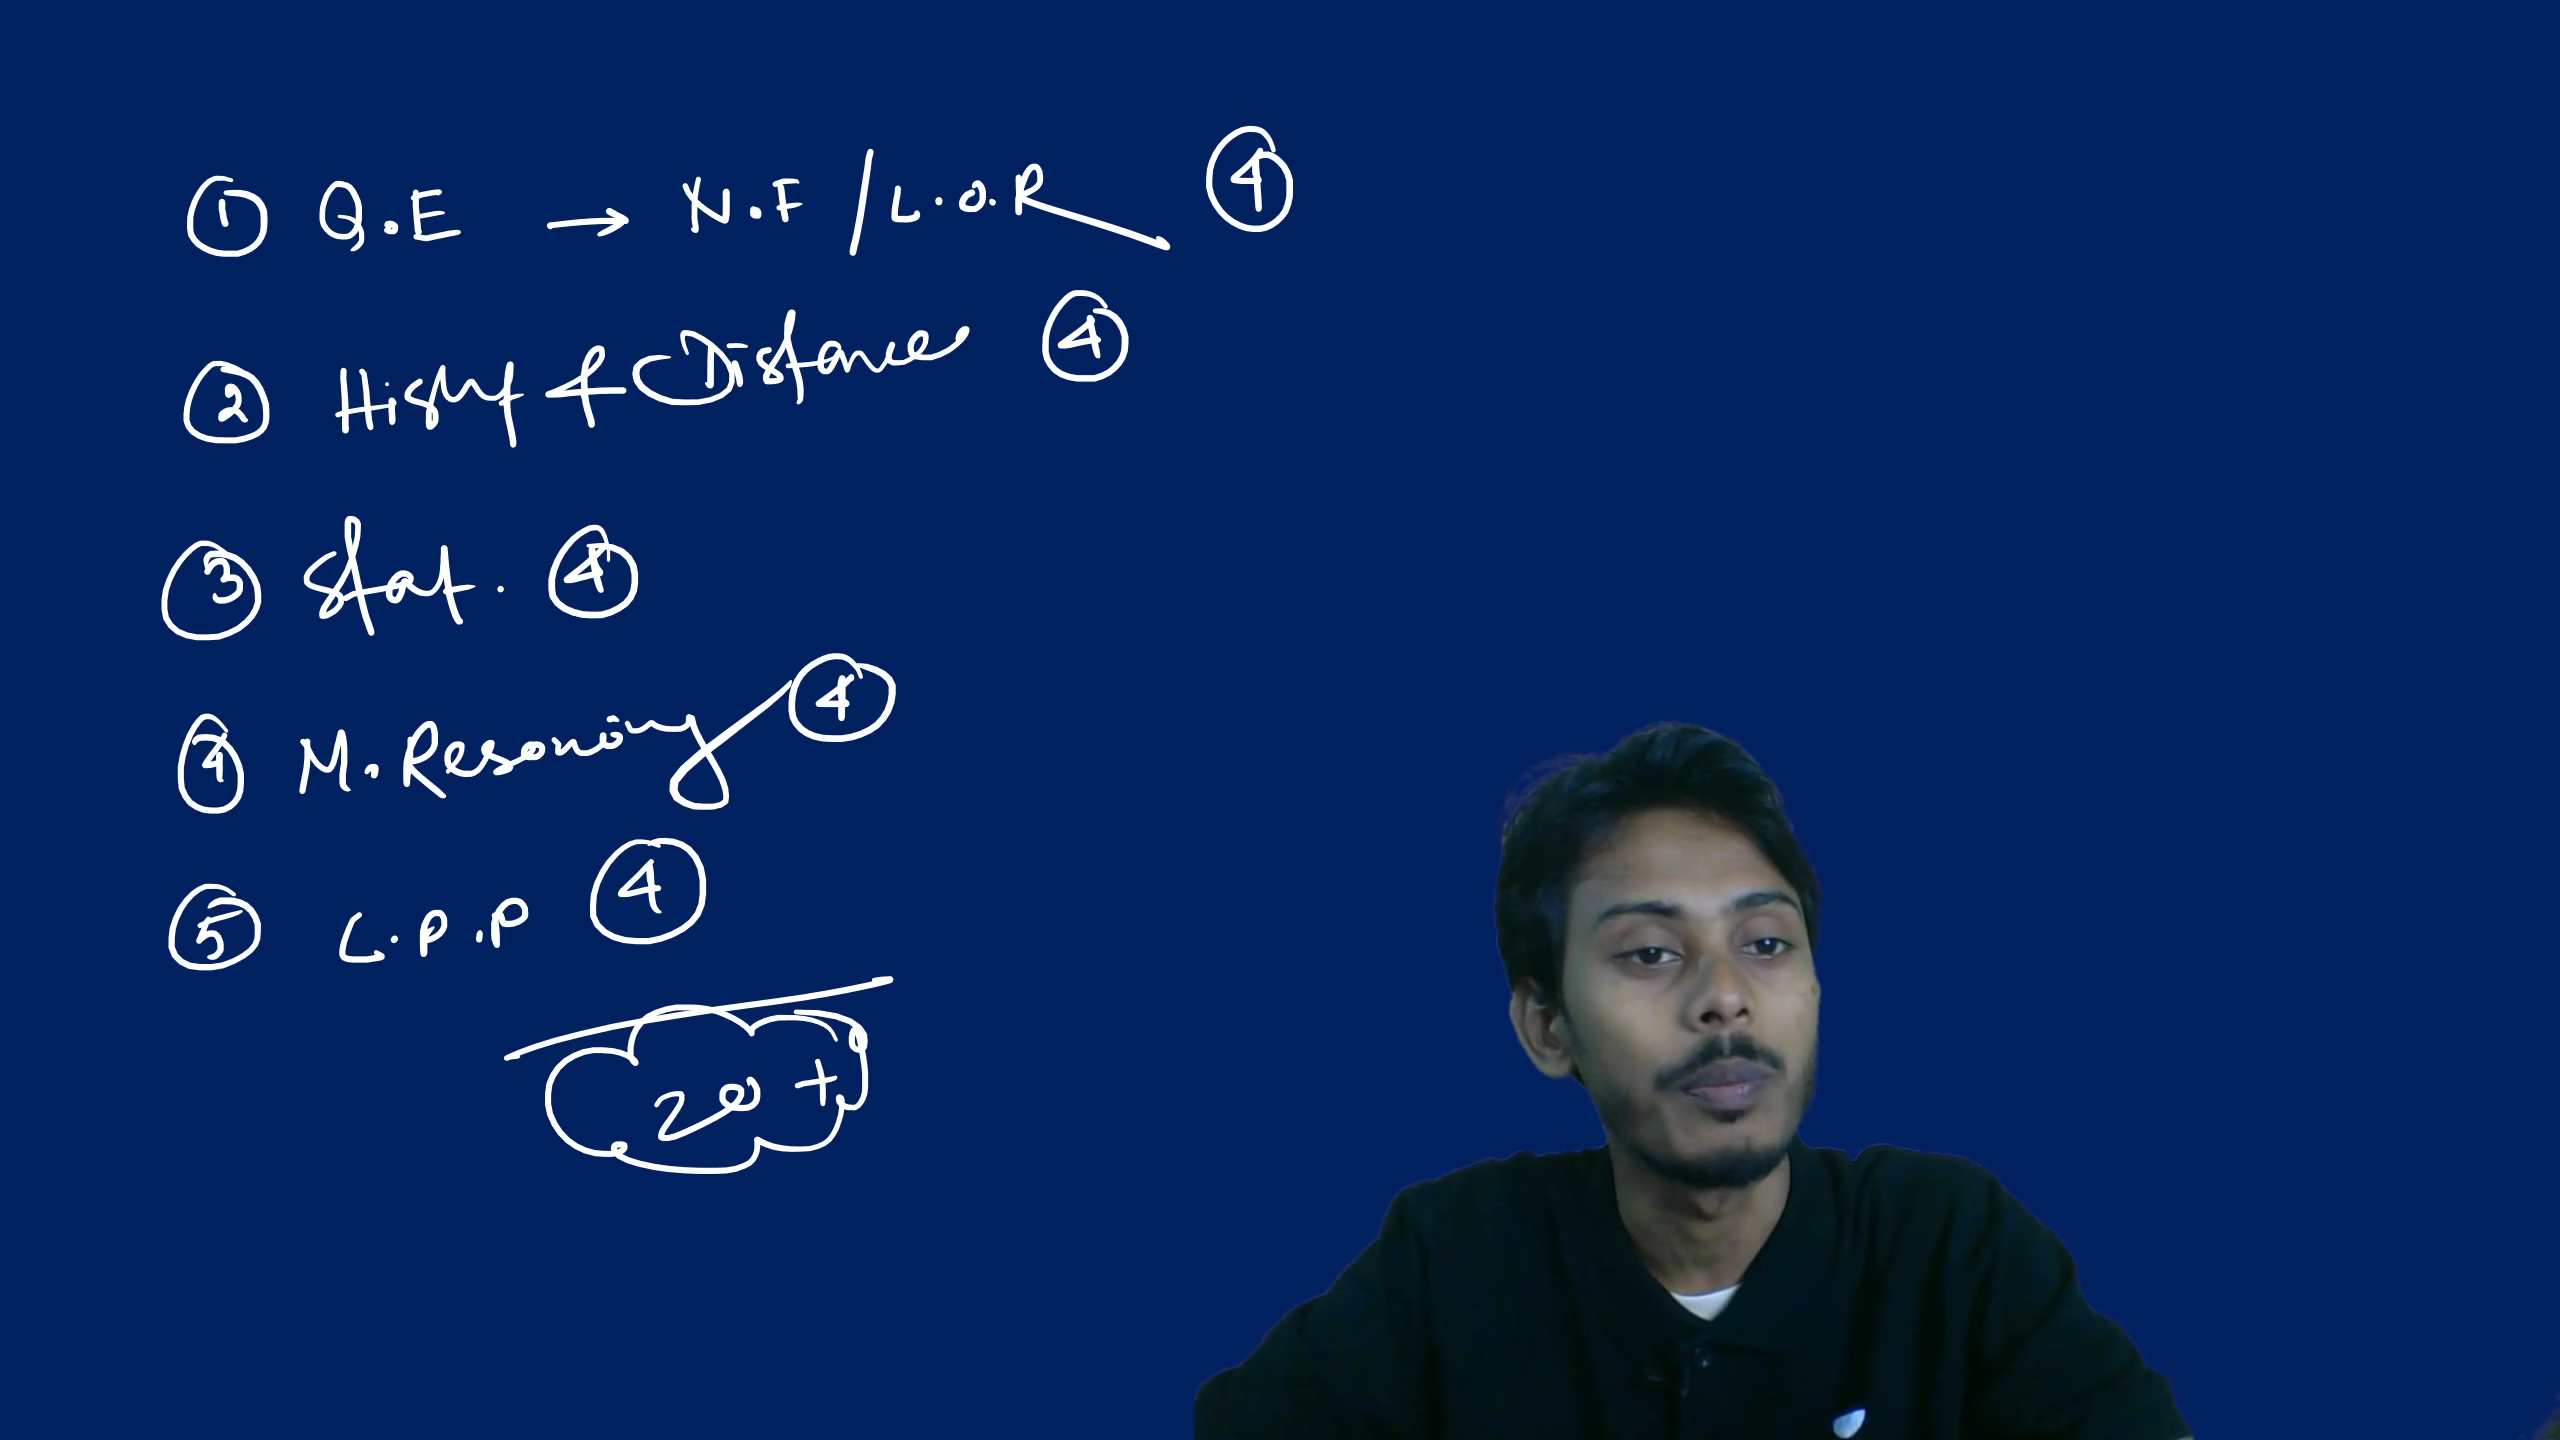 ① Q.E → N.F / L.O.R ④
② Hight & Distance ④
③ Stat. ④
④ M. Resoning ④
⑤ L.P.P ④
20+